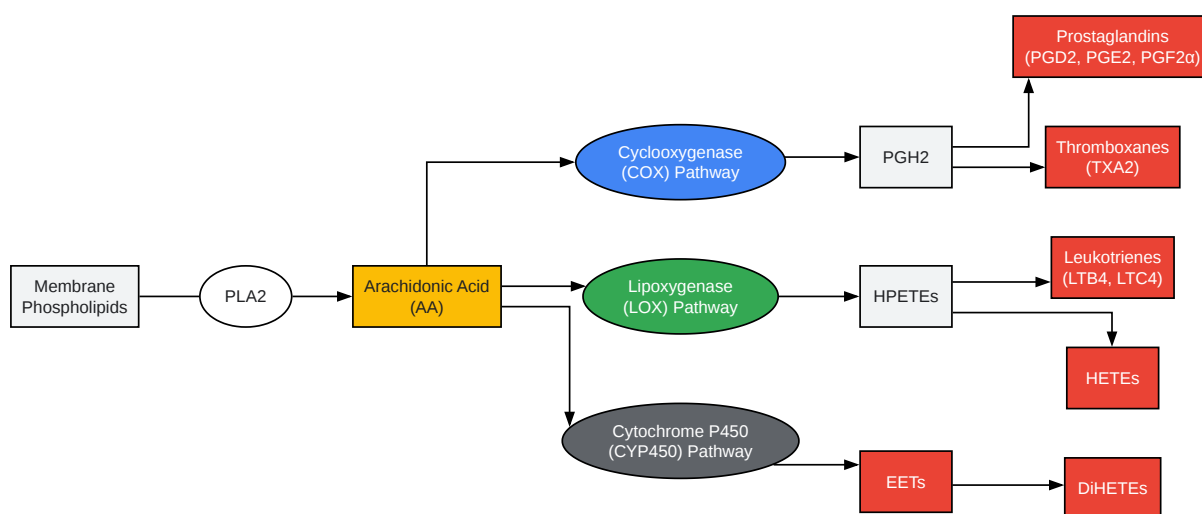 Prostaglandins
(PGD2, PGE2, PGF2α)
Cyclooxygenase
(COX) Pathway
PGH2
Thromboxanes
(TXA2)
Membrane
Phospholipids
PLA2
Arachidonic Acid
(AA)
Lipoxygenase
(LOX) Pathway
HPETEs
Leukotrienes
(LTB4, LTC4)
HETEs
Cytochrome P450
(CYP450) Pathway
EETs
DiHETEs